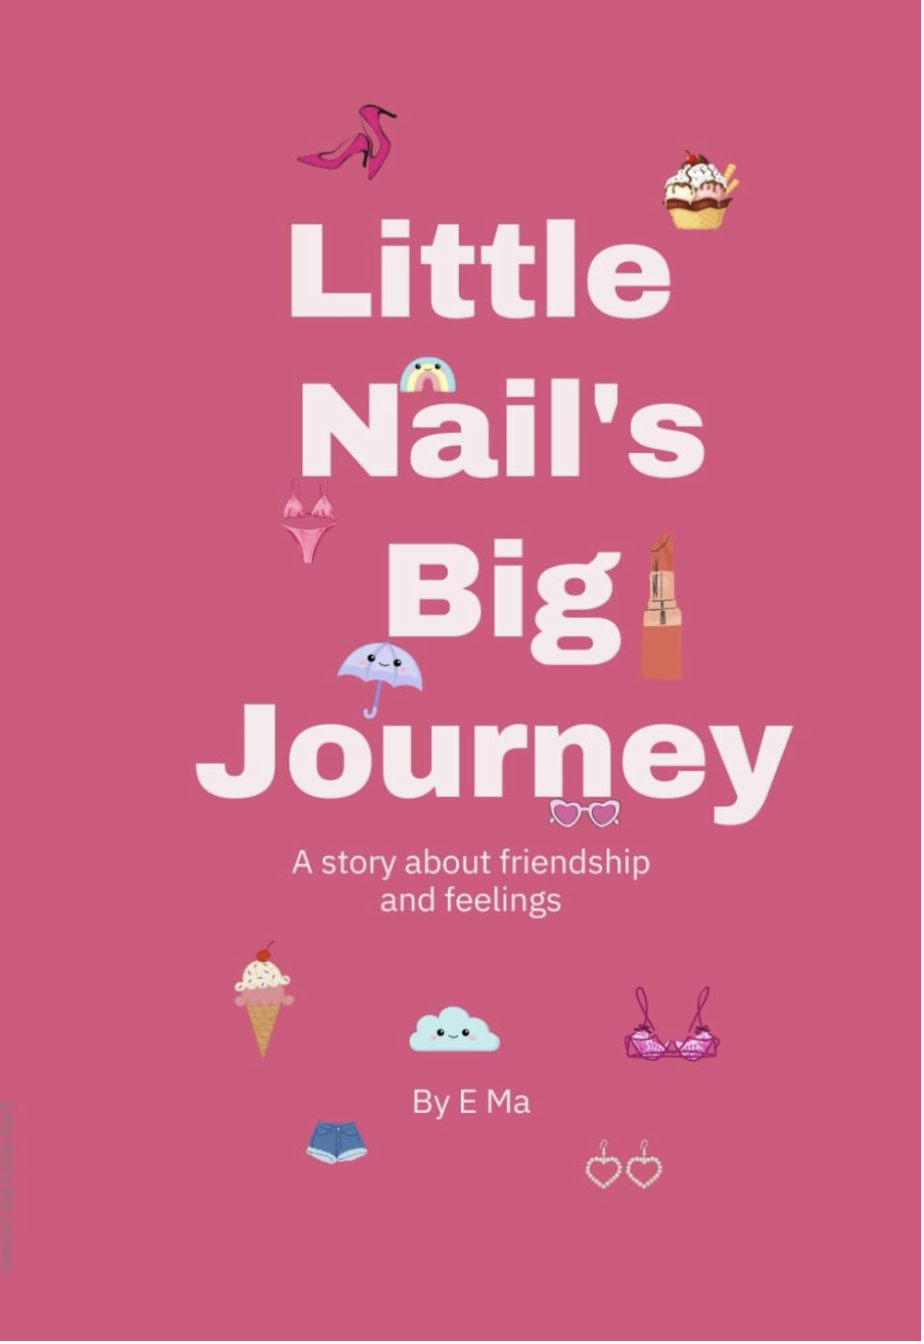 Little
Nail's
Big
Journey
A story about friendship
and feelings
By E Ma